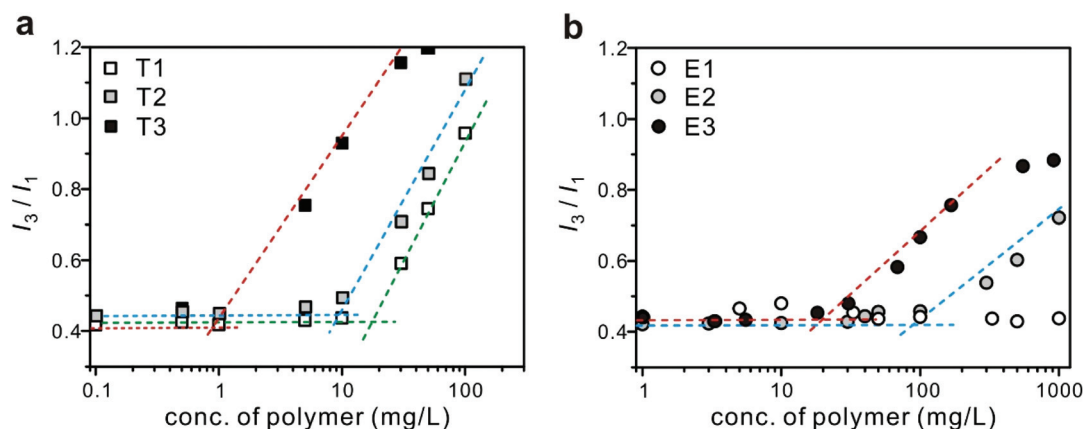 a
1.2
1.0
0.8
0.6
0.4
I3 / I1
T1
T2
T3
0.1
1
10
100
conc. of polymer (mg/L)
b
1.2
1.0
0.8
0.6
0.4
I3 / I1
E1
E2
E3
1
10
100
1000
conc. of polymer (mg/L)